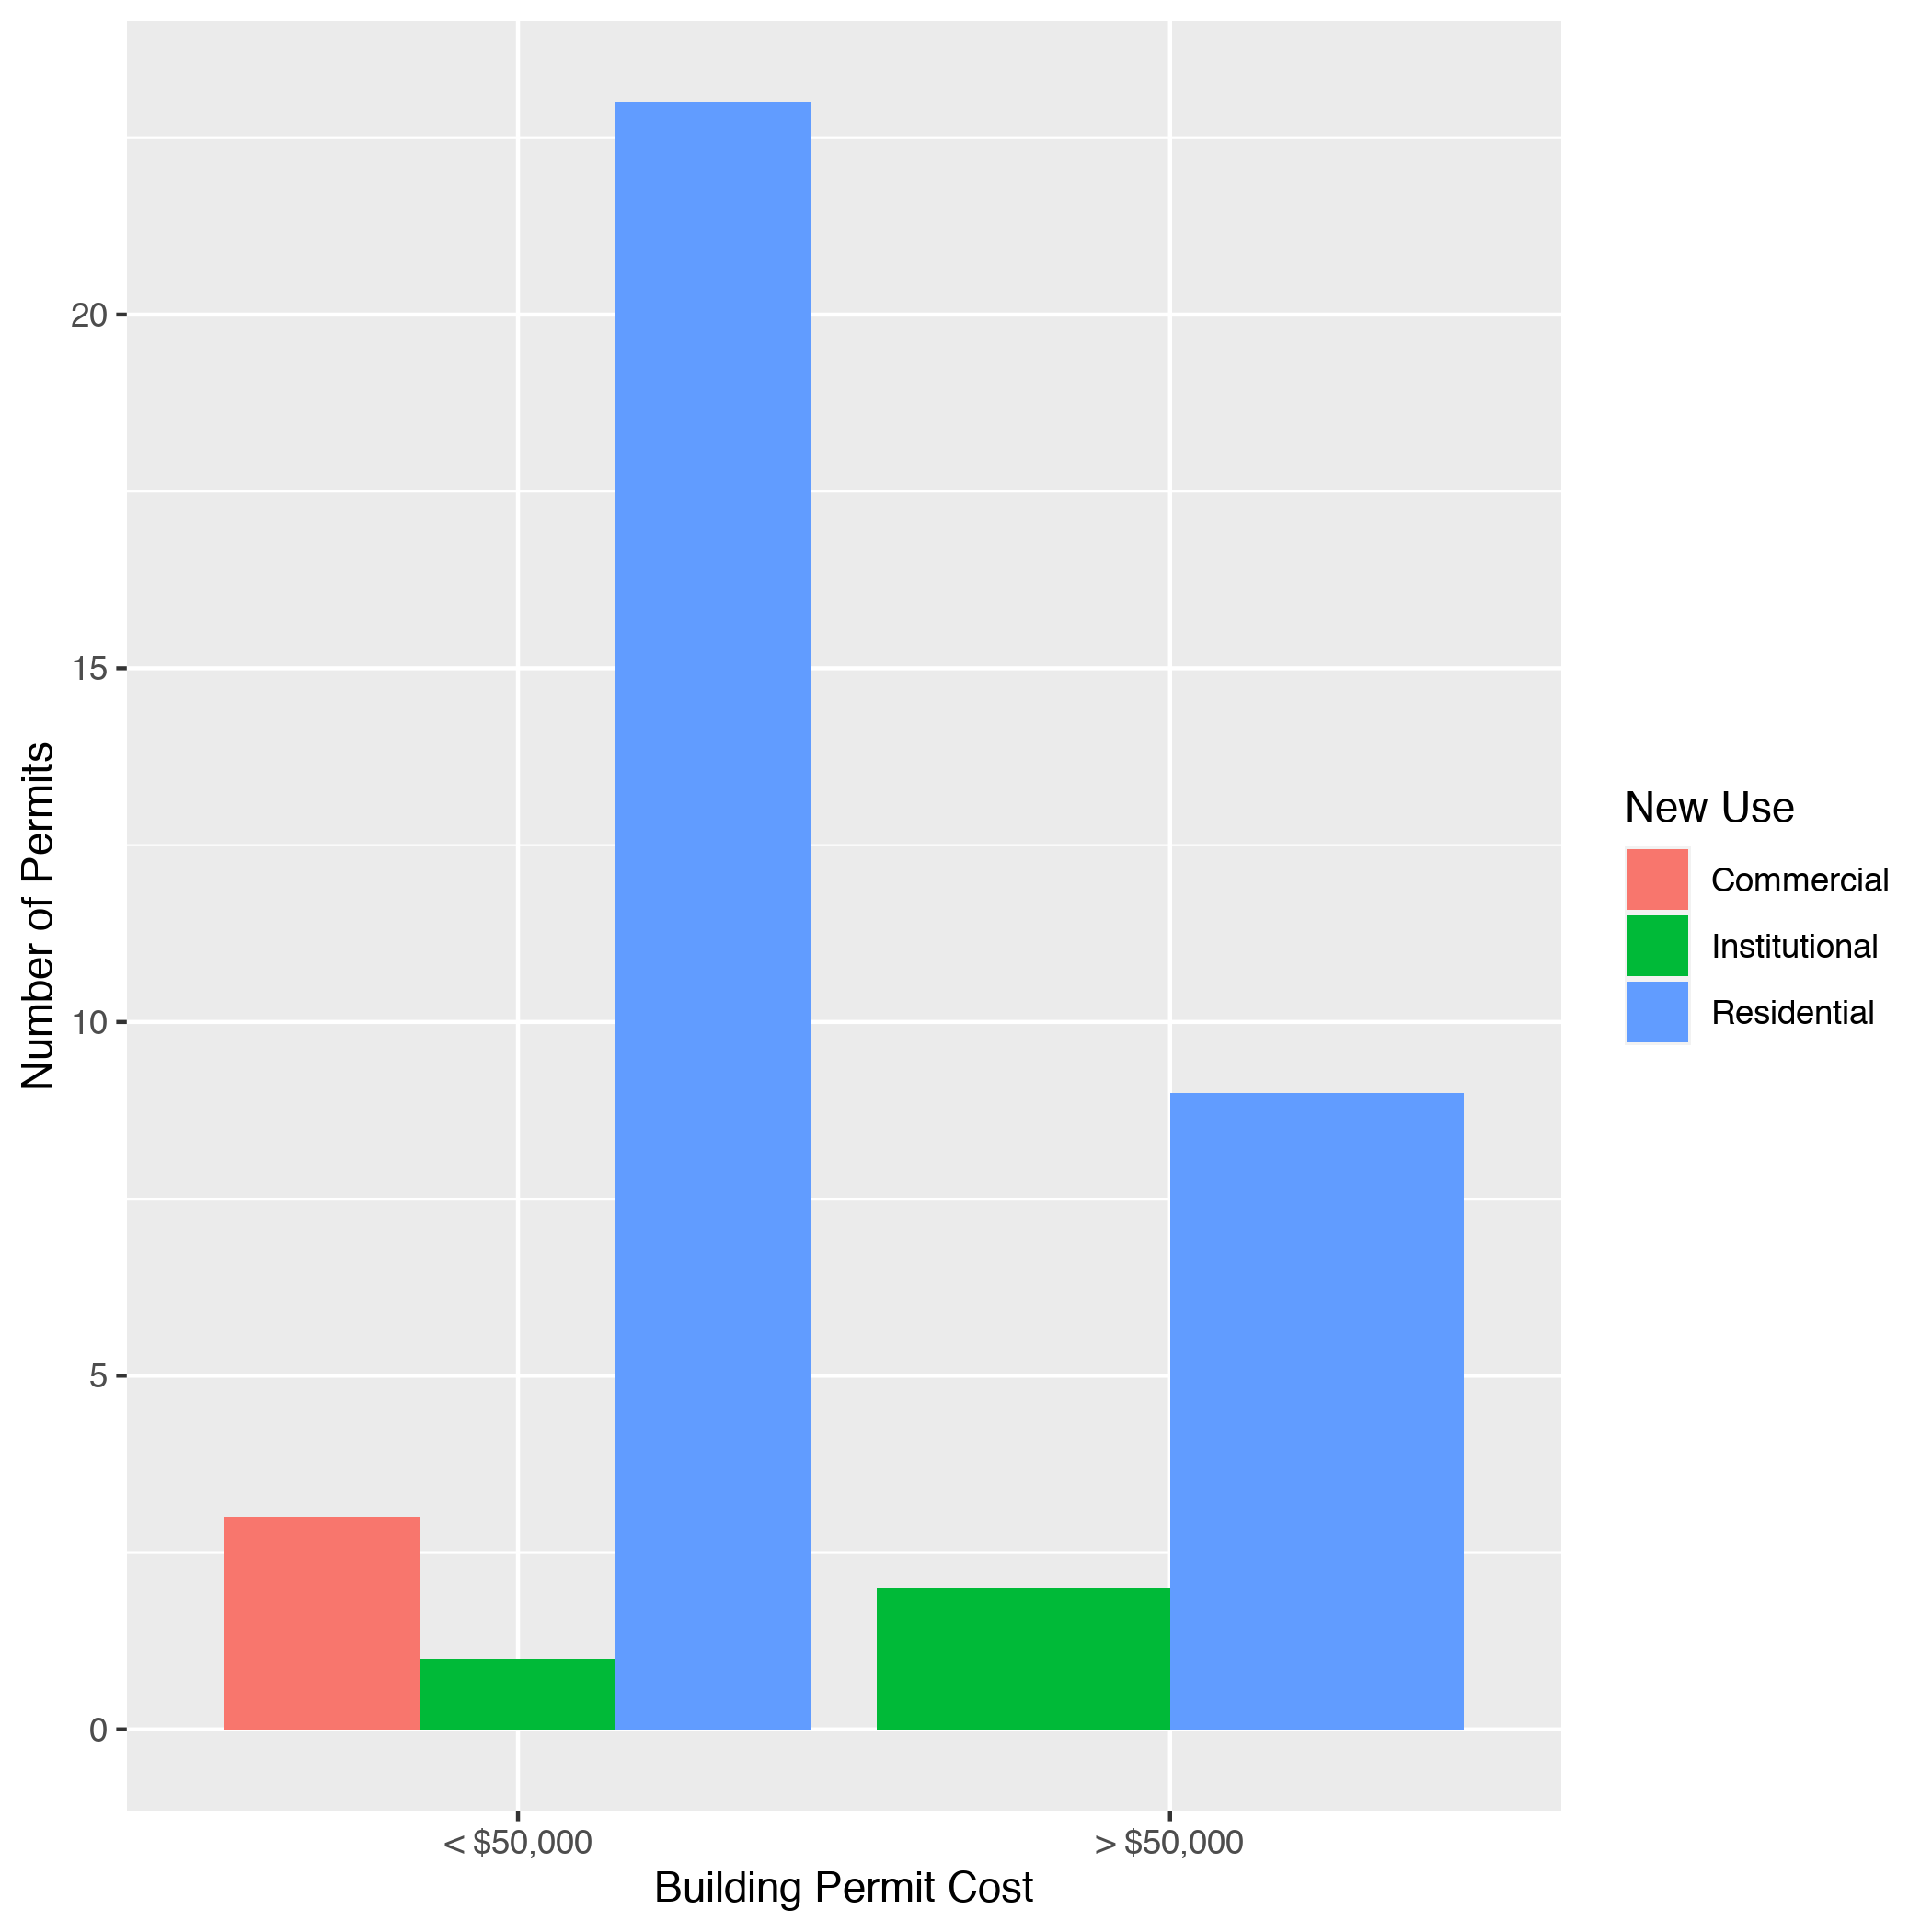 20
15
10
5
0
Number of Permits
< $50,000
> $50,000
Building Permit Cost
New Use
Commercial
Institutional
Residential